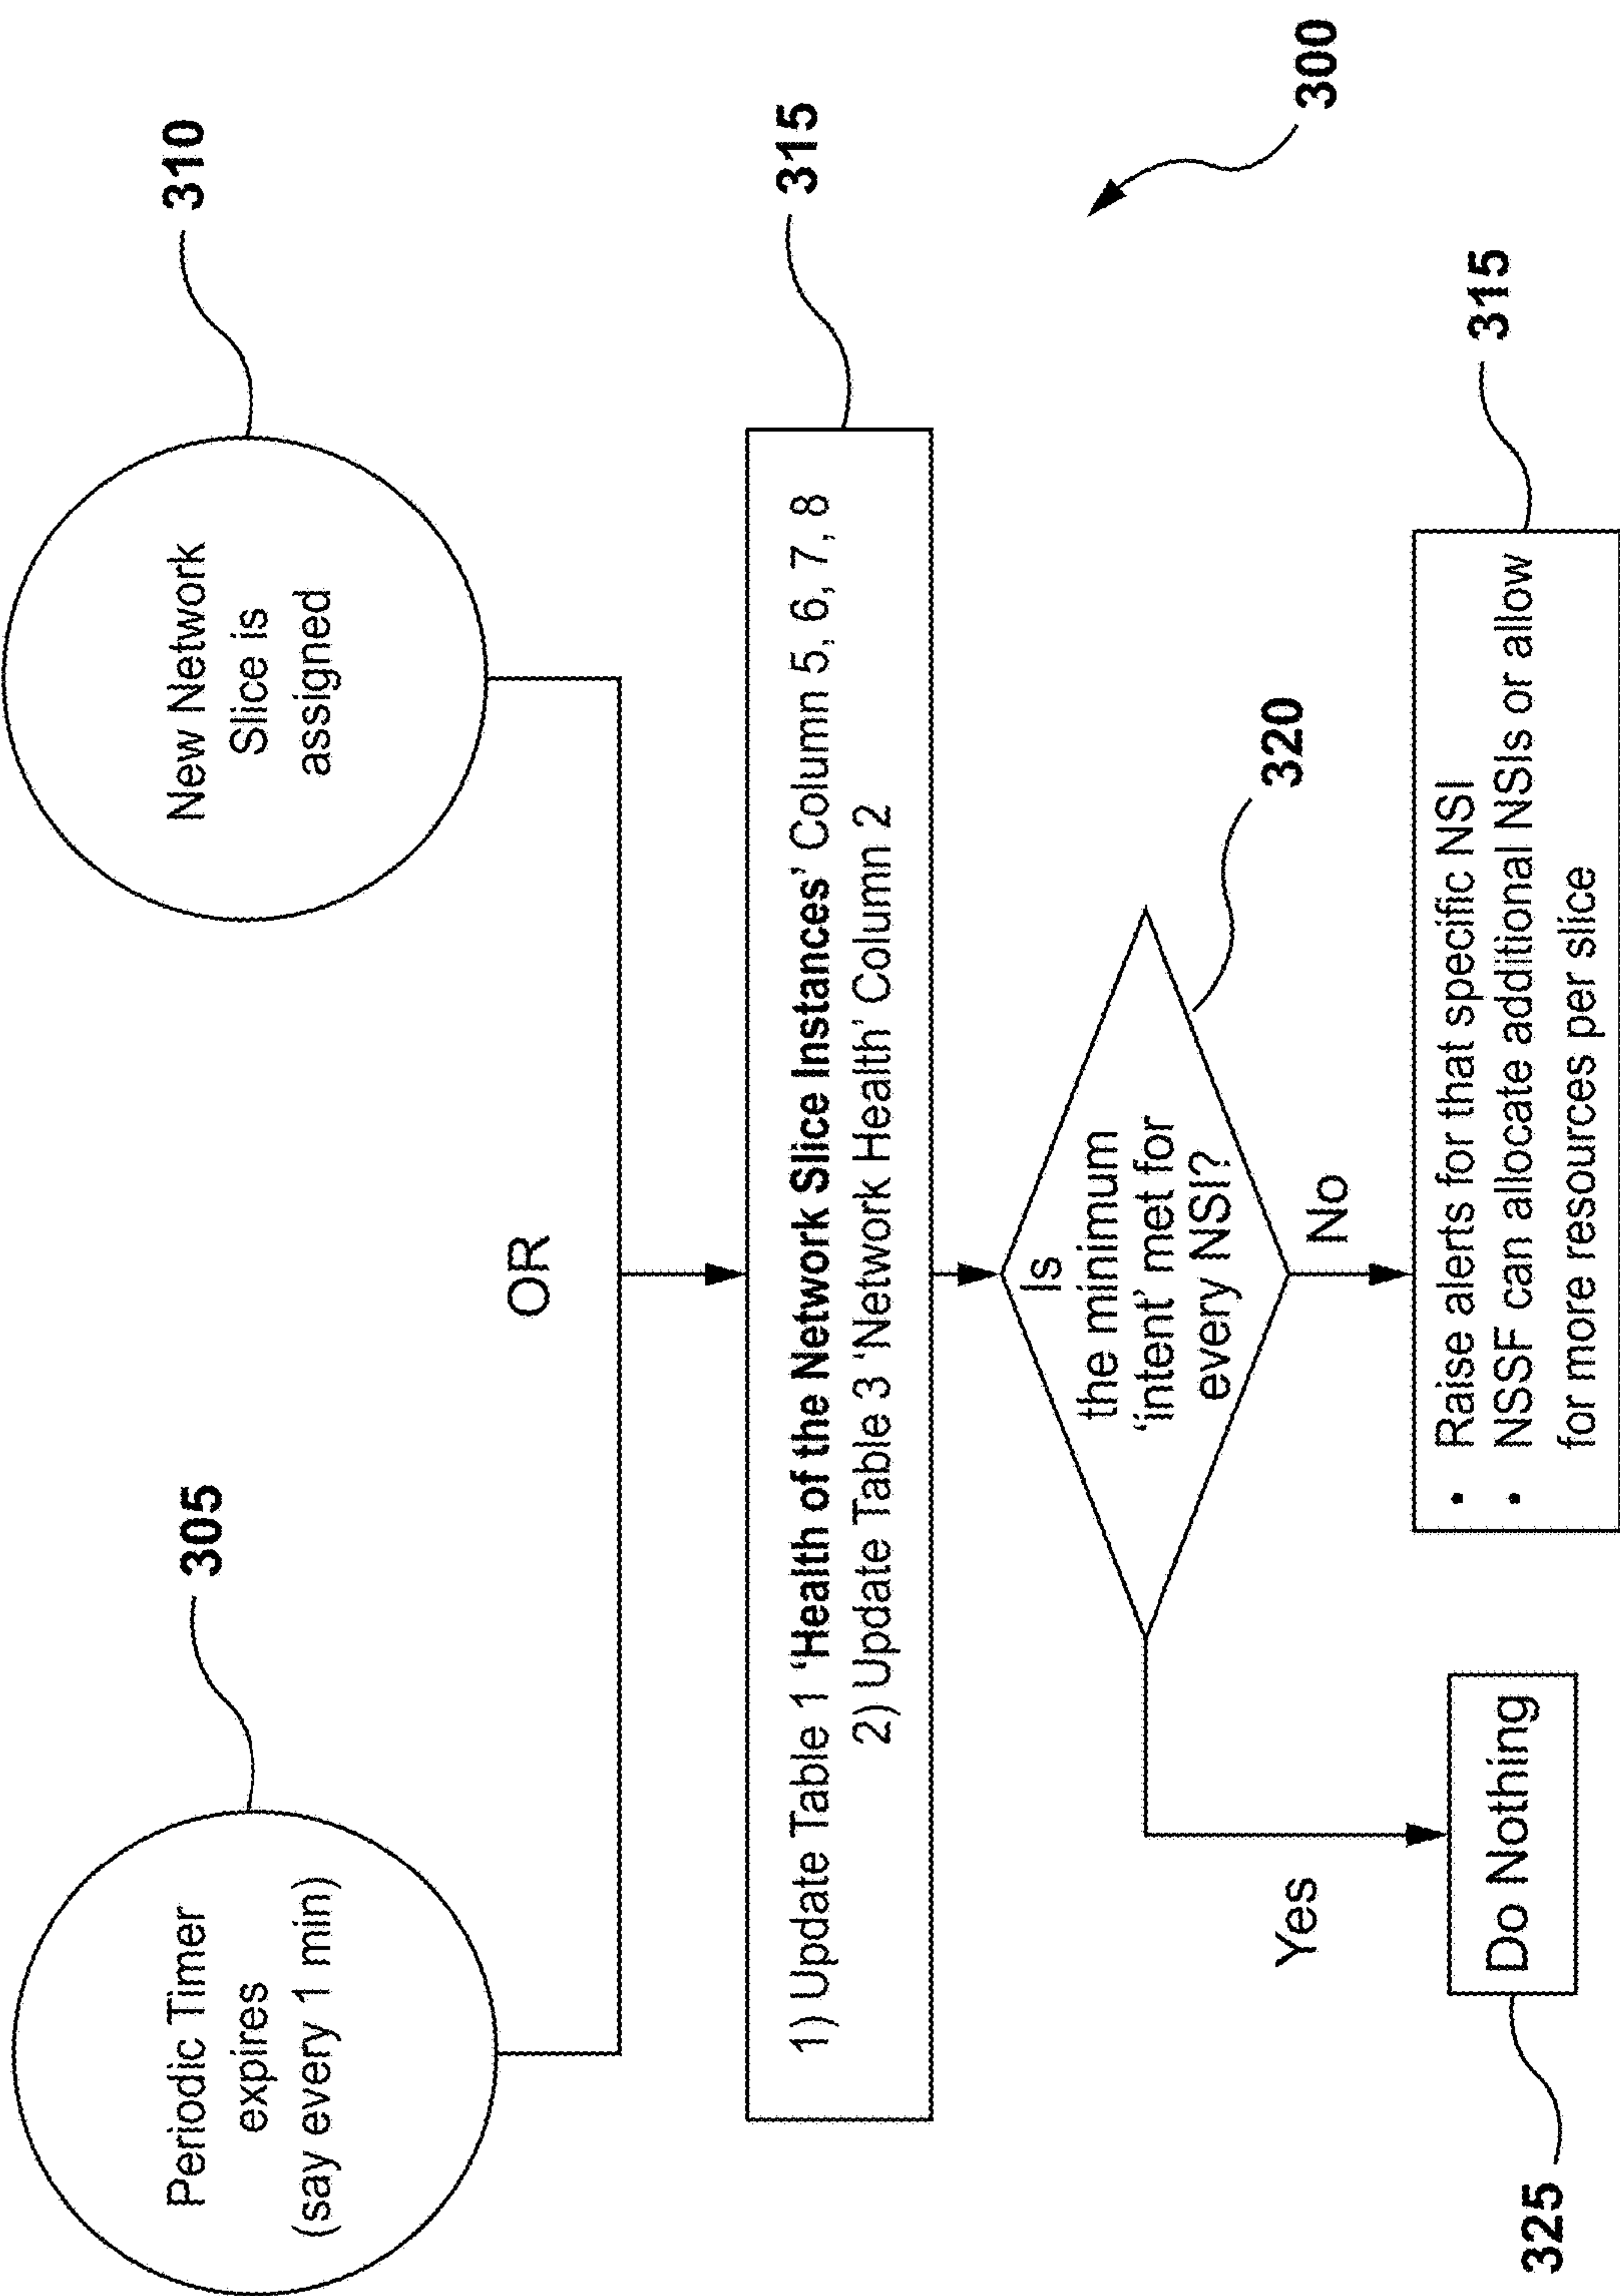 305
Periodic Timer
expires
(say every 1 min)
310
New Network
Slice is
assigned
OR
315
1) Update Table 1 ‘Health of the Network Slice Instances’ Column 5, 6, 7, 8
2) Update Table 3 ‘Network Health’ Column 2
320
Is
the minimum
‘intent’ met for
every NSI?
300
Yes
No
325
Do Nothing
315
• Raise alerts for that specific NSI
• NSSF can allocate additional NSIs or allow
for more resources per slice